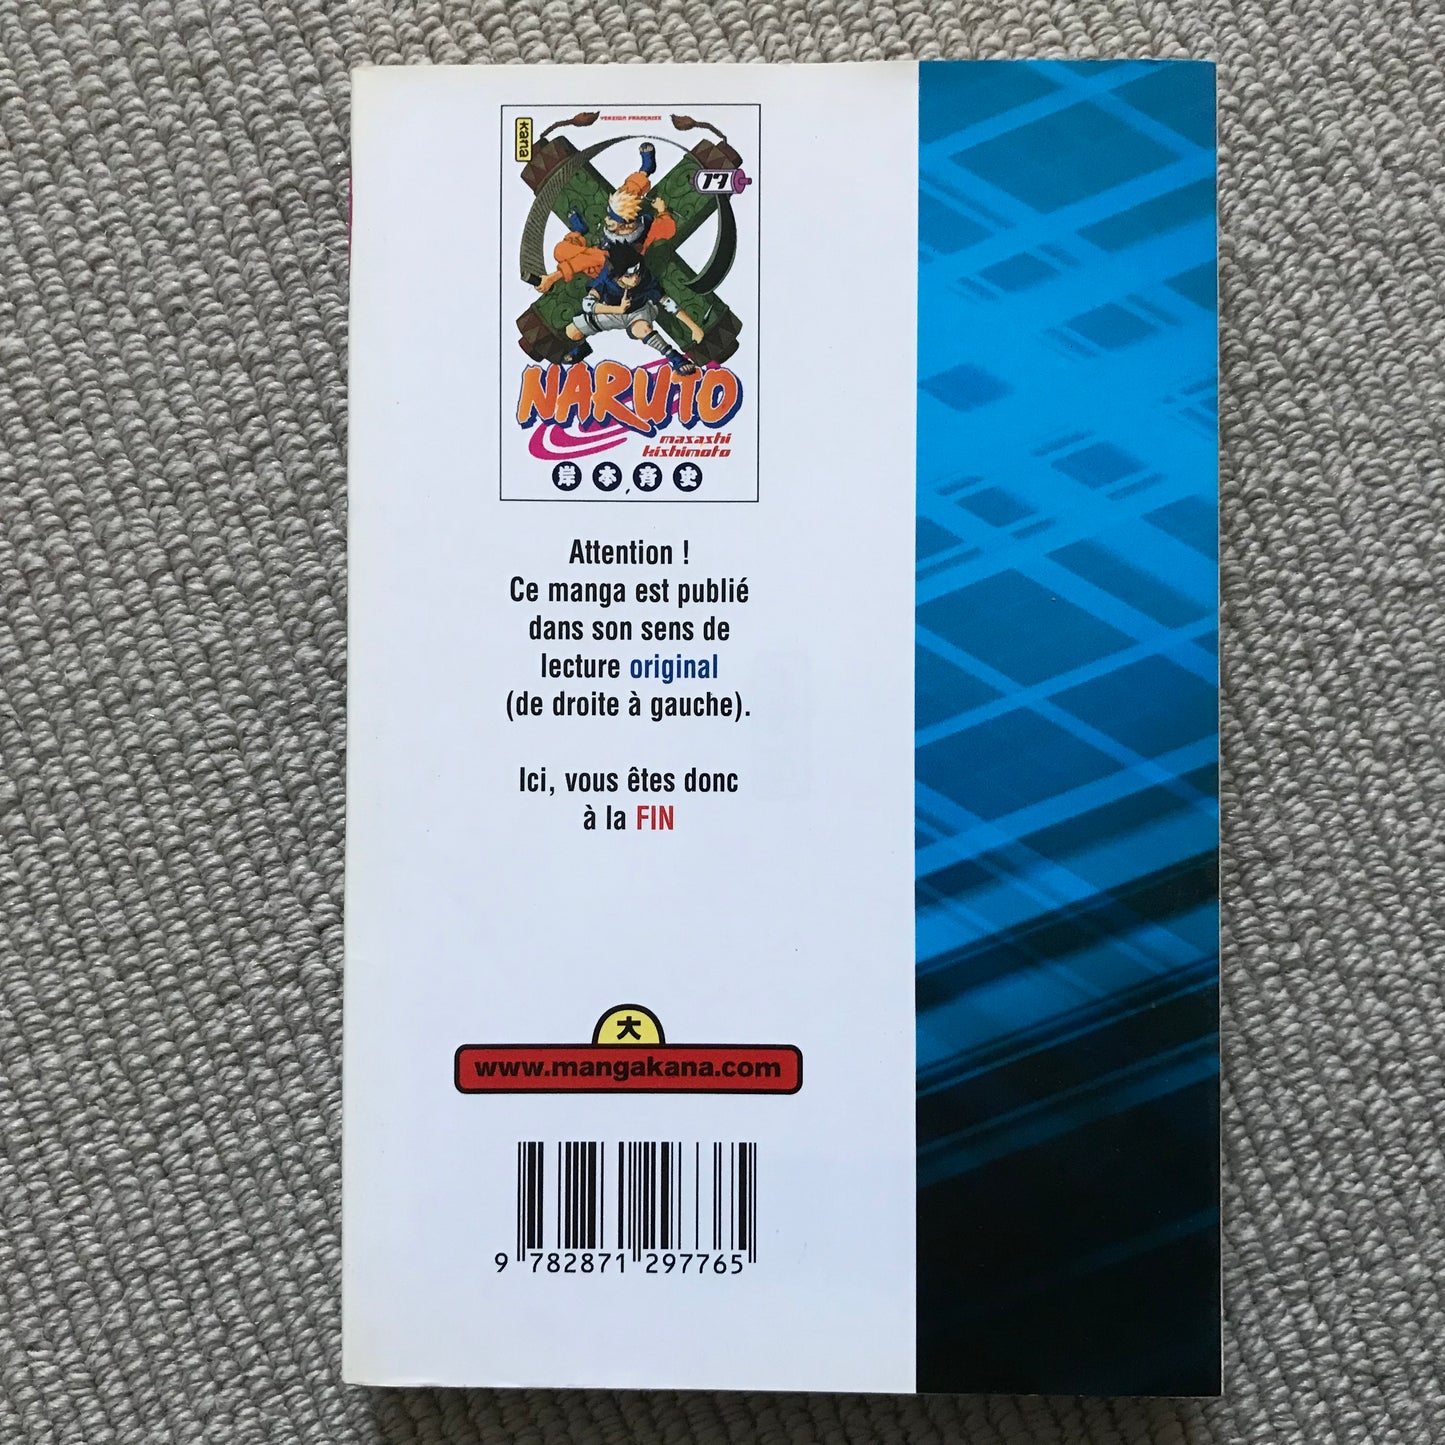 VERSION FRANÇAISE
kana
17
NARUTO
masashi
kishimoto
岸本斉史
Attention !
Ce manga est publié
dans son sens de
lecture original
(de droite à gauche).
Ici, vous êtes donc
à la FIN
大
www.mangakana.com
9 782871 297765